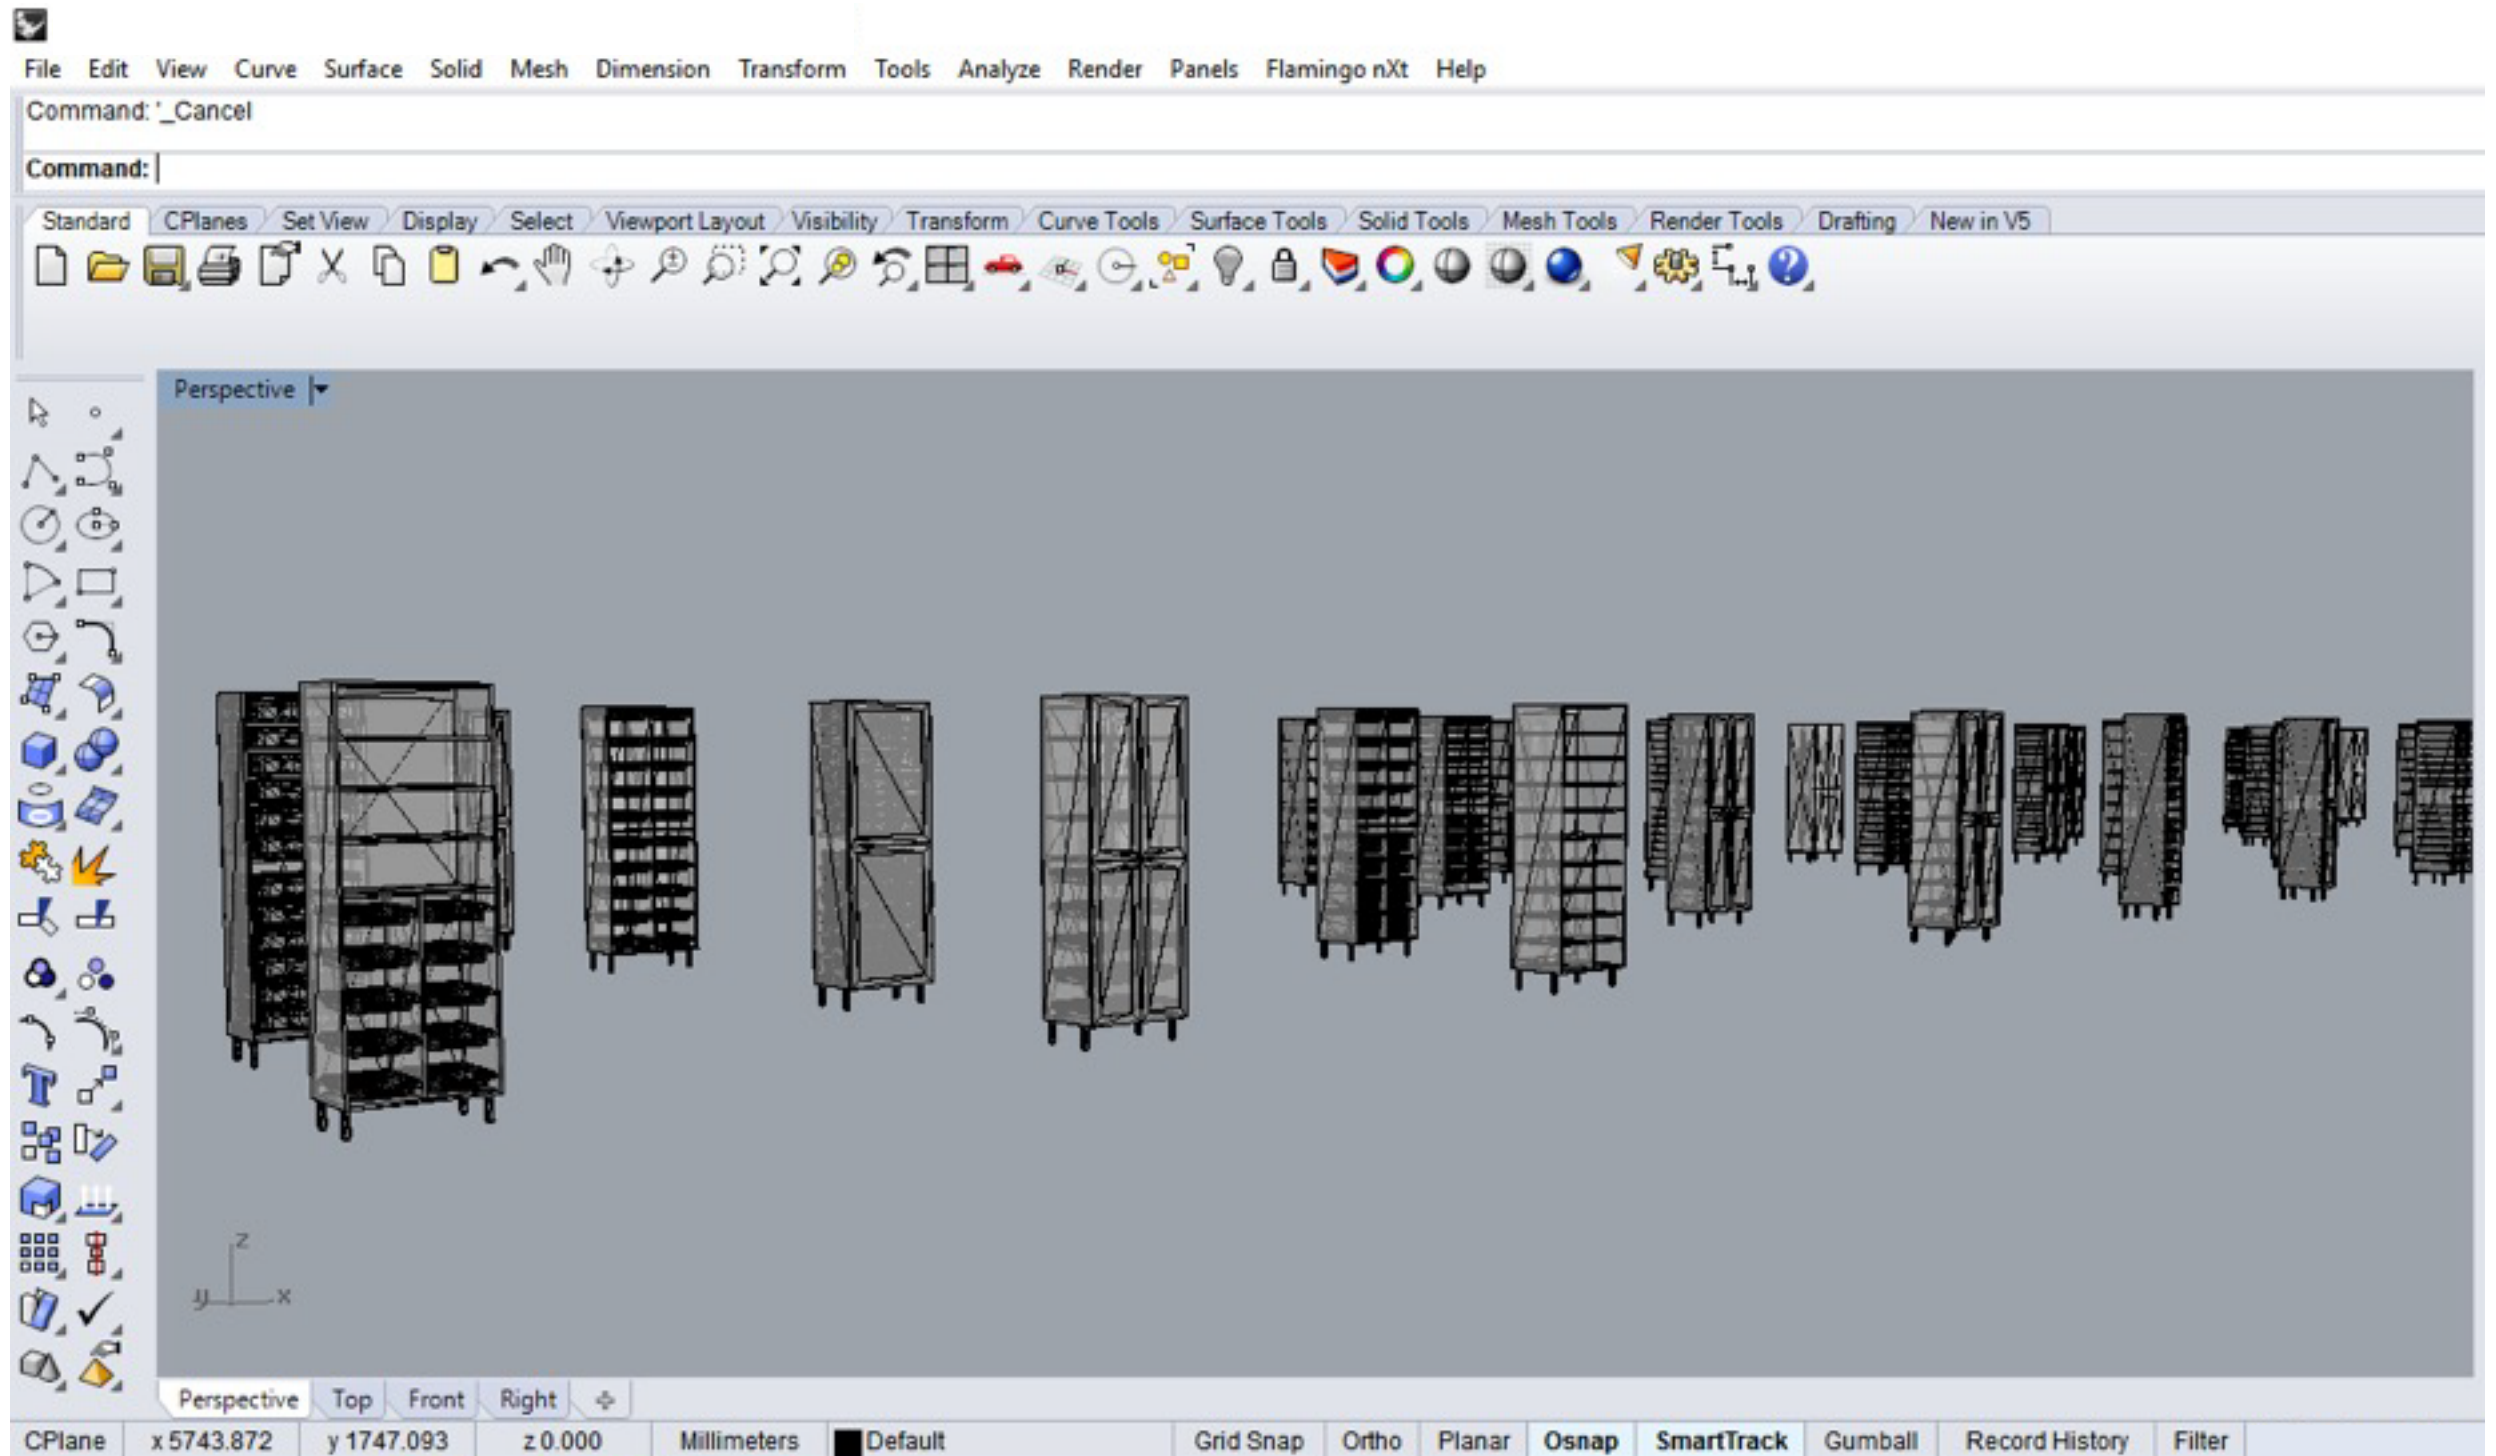 File Edit View Curve Surface Solid Mesh Dimension Transform Tools Analyze Render Panels Flamingo nXt Help
Command: '_Cancel
Command:
Standard CPlanes Set View Display Select Viewport Layout Visibility Transform Curve Tools Surface Tools Solid Tools Mesh Tools Render Tools Drafting New in V5
Perspective
z
y x
Perspective Top Front Right
CPlane x 5743.872 y 1747.093 z 0.000 Millimeters Default Grid Snap Ortho Planar Osnap SmartTrack Gumball Record History Filter